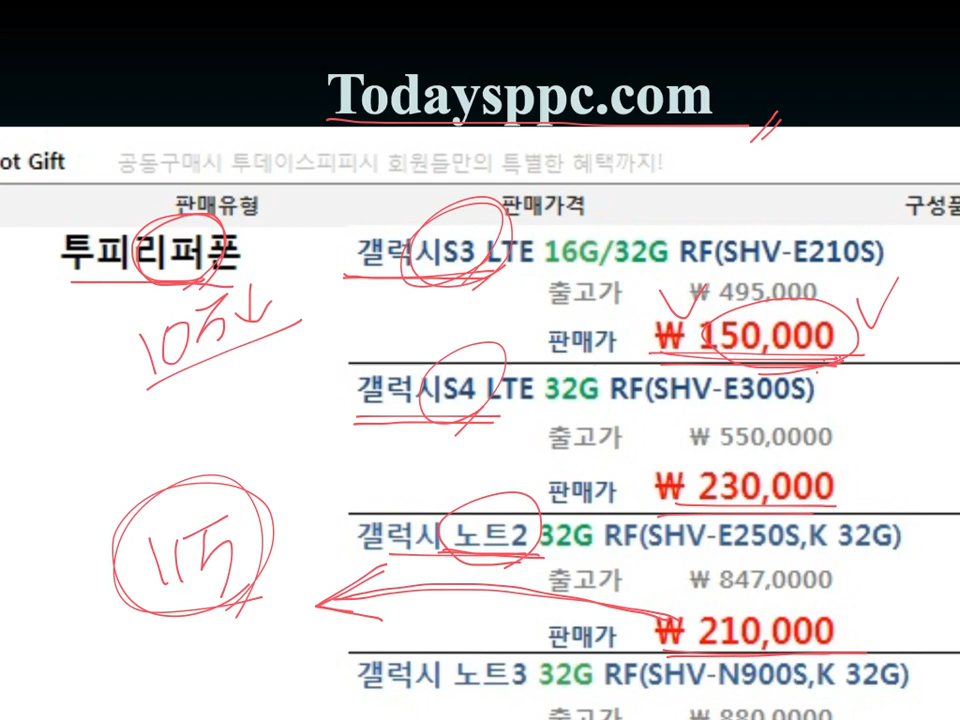 Todaysppc.com
ot Gift 공동구매시 투데이스피피시 회원들만의 특별한 혜택까지!
판매유형 판매가격 구성품
투피리퍼폰
갤럭시S3 LTE 16G/32G RF(SHV-E210S)
출고가 ₩ 495,000
판매가 ₩ 150,000
10万↓
갤럭시S4 LTE 32G RF(SHV-E300S)
출고가 ₩ 550,0000
판매가 ₩ 230,000
갤럭시 노트2 32G RF(SHV-E250S,K 32G)
출고가 ₩ 847,0000
판매가 ₩ 210,000
갤럭시 노트3 32G RF(SHV-N900S,K 32G)
₩ 880,0000